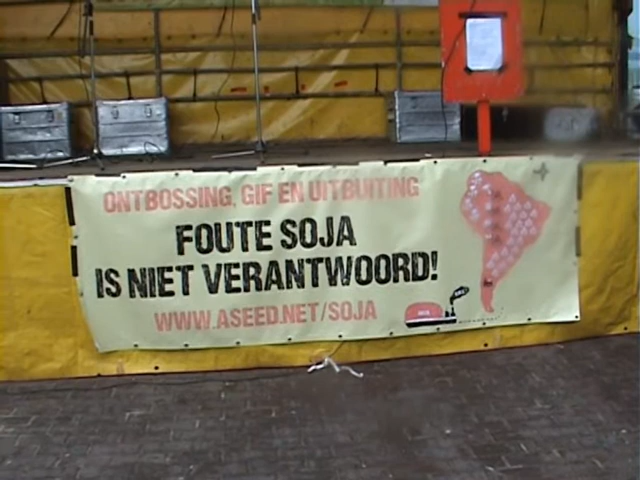 ONTBOSSING, GIF EN UITBUITING
FOUTE SOJA
IS NIET VERANTWOORD!
WWW.ASEED.NET/SOJA